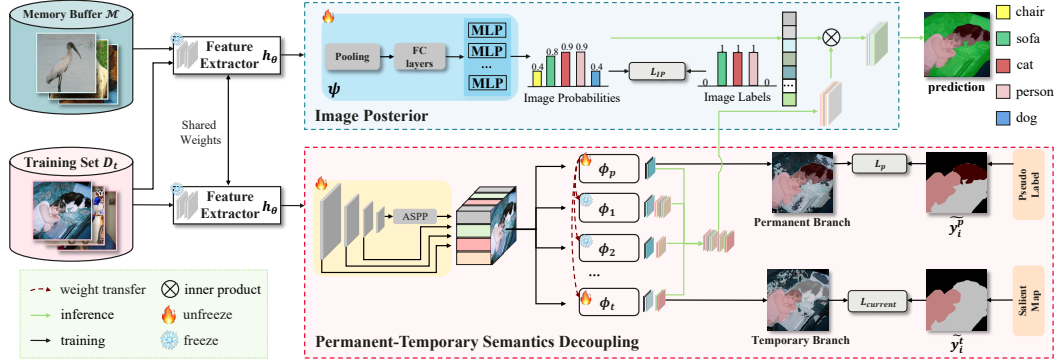 Memory Buffer ℳ
Feature
Extractor
h_θ
Shared
Weights
Training Set D_t
Feature
Extractor
h_θ
Pooling
FC
layers
MLP
MLP
...
MLP
ψ
Image Posterior
0.4
0.8
0.9
0.9
0.4
Image Probabilities
L_IP
0
1
1
1
0
Image Labels
...
prediction
chair
sofa
cat
person
dog
ASPP
ϕ_p
ϕ_1
ϕ_2
...
ϕ_t
Permanent Branch
L_p
ỹ_i^p
Pseudo
Label
Temporary Branch
L_current
ỹ_i^t
Salient
Map
Permanent-Temporary Semantics Decoupling
weight transfer
inner product
inference
unfreeze
training
freeze